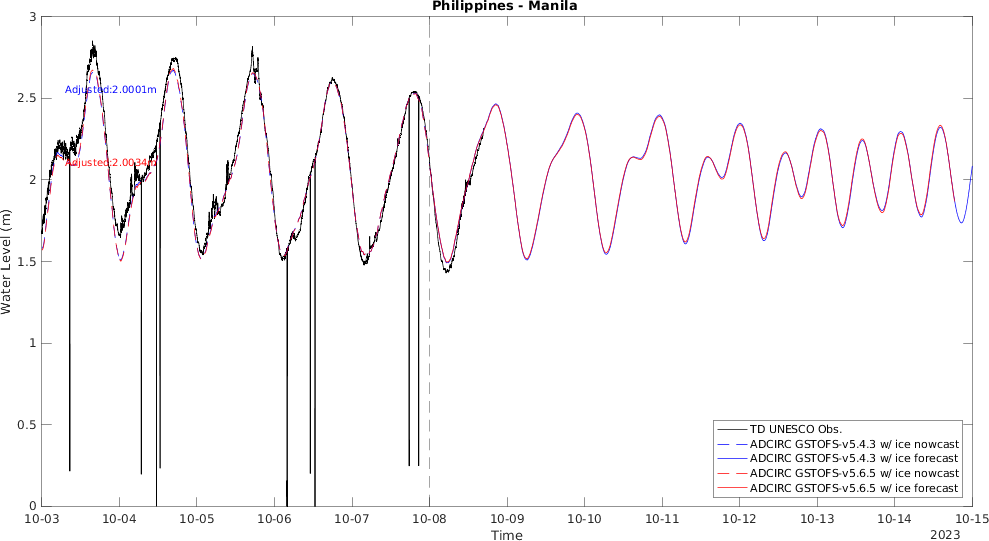 Philippines - Manila
Water Level (m)
3
2.5
2
1.5
1
0.5
0
Adjusted:2.0001m
Adjusted:2.0034m
TD UNESCO Obs.
ADCIRC GSTOFS-v5.4.3 w/ ice nowcast
ADCIRC GSTOFS-v5.4.3 w/ ice forecast
ADCIRC GSTOFS-v5.6.5 w/ ice nowcast
ADCIRC GSTOFS-v5.6.5 w/ ice forecast
10-03 10-04 10-05 10-06 10-07 10-08 10-09 10-10 10-11 10-12 10-13 10-14 10-15
Time
2023